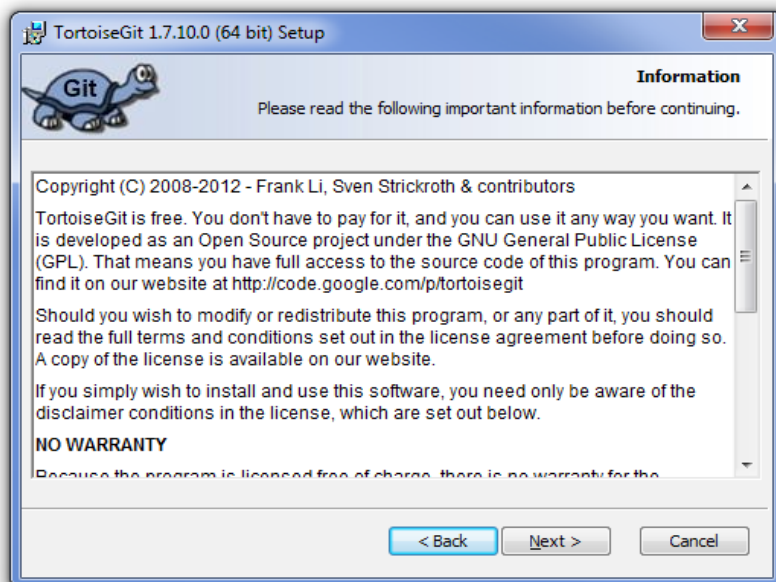 TortoiseGit 1.7.10.0 (64 bit) Setup
Git
Information
Please read the following important information before continuing.
Copyright (C) 2008-2012 - Frank Li, Sven Strickroth & contributors
TortoiseGit is free. You don't have to pay for it, and you can use it any way you want. It
is developed as an Open Source project under the GNU General Public License
(GPL). That means you have full access to the source code of this program. You can
find it on our website at http://code.google.com/p/tortoisegit
Should you wish to modify or redistribute this program, or any part of it, you should
read the full terms and conditions set out in the license agreement before doing so.
A copy of the license is available on our website.
If you simply wish to install and use this software, you need only be aware of the
disclaimer conditions in the license, which are set out below.
NO WARRANTY
Because the program is licensed free of charge, there is no warranty for the
< Back
Next >
Cancel